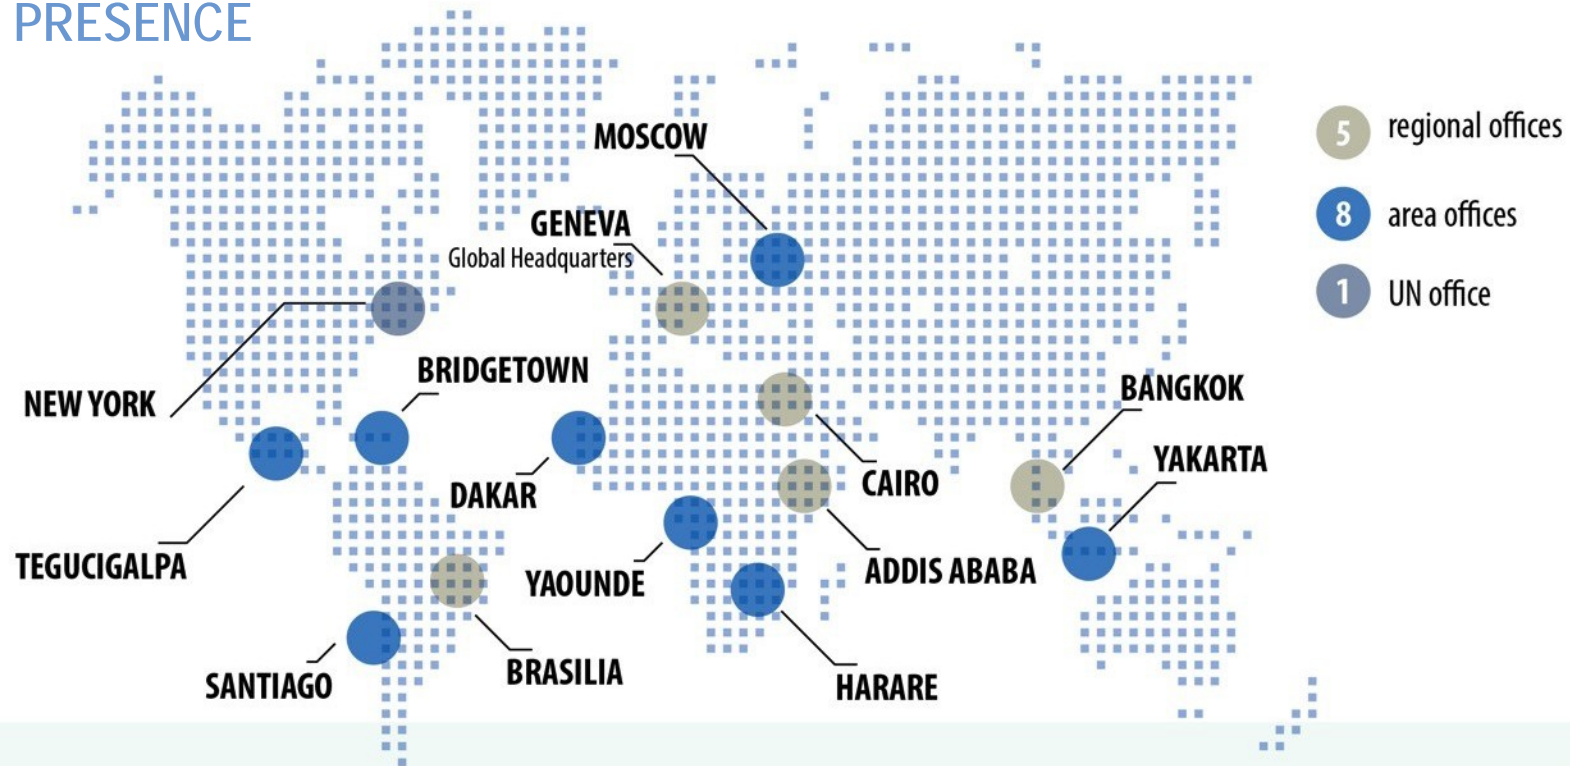 PRESENCE
MOSCOW
5 regional offices
GENEVA
Global Headquarters
8 area offices
1 UN office
BRIDGETOWN
NEW YORK
BANGKOK
YAKARTA
CAIRO
DAKAR
TEGUCIGALPA
YAOUNDE
ADDIS ABABA
SANTIAGO
BRASILIA
HARARE